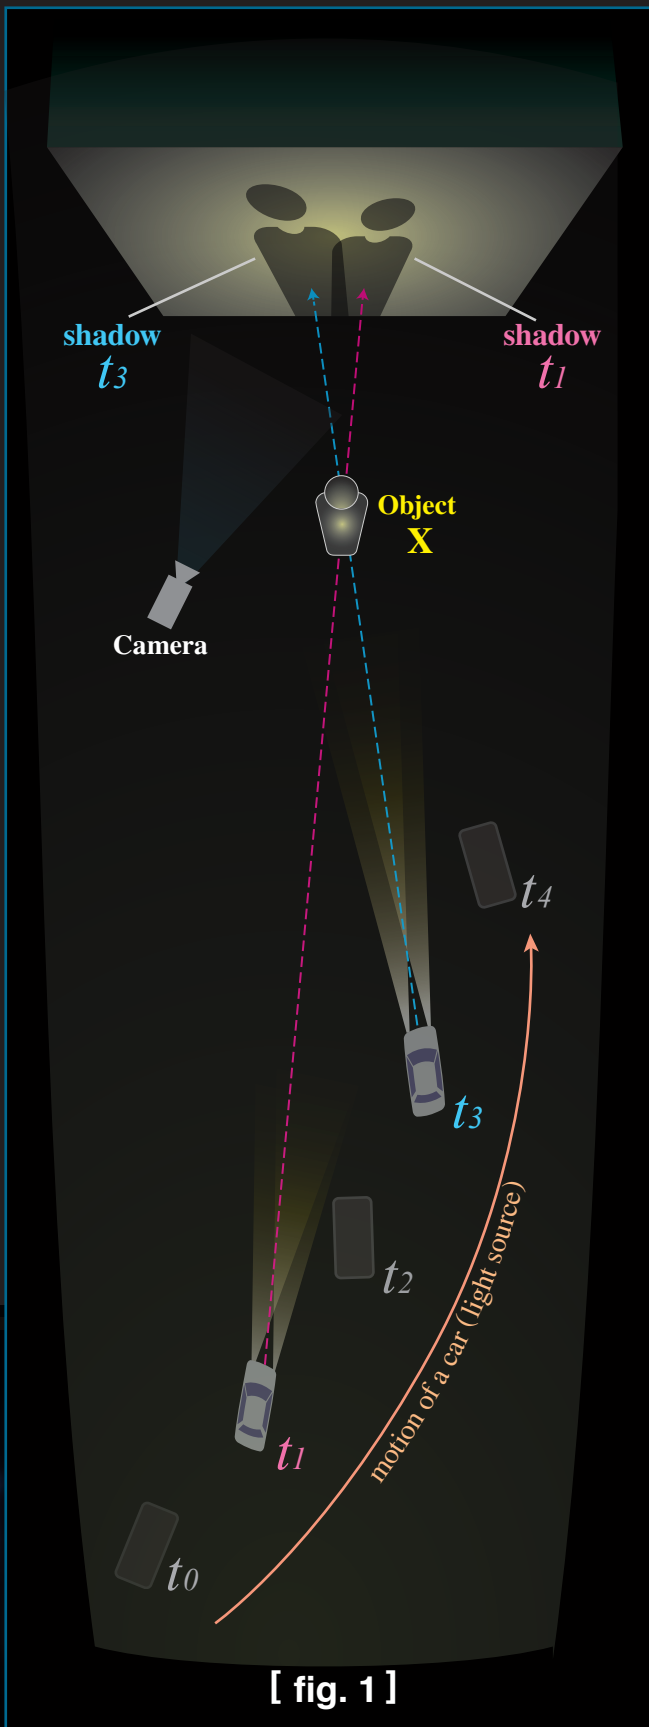 shadow
t3
shadow
t1
Object
X
Camera
t4
t3
t2
motion of a car (light source)
t1
t0
[ fig. 1 ]